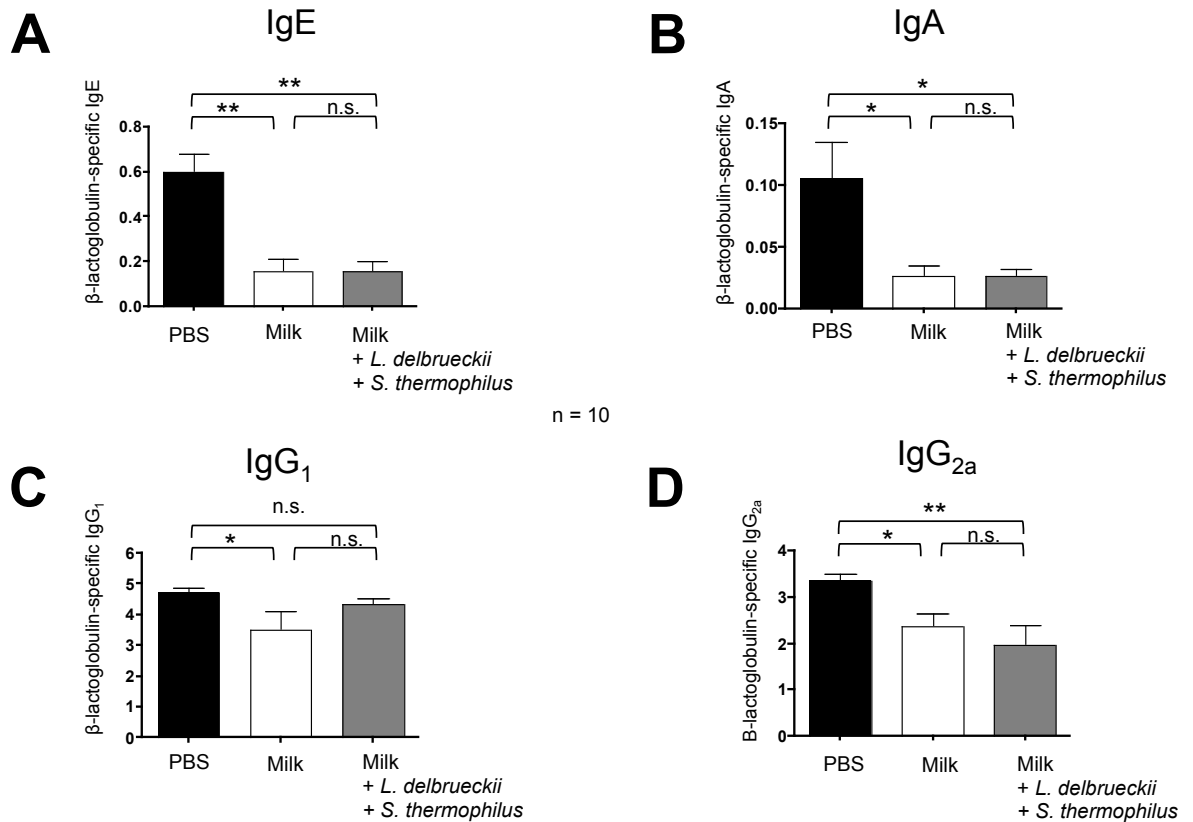 A
IgE
**
**
n.s.
β-lactoglobulin-specific IgE
0.8
0.6
0.4
0.2
0.0
PBS
Milk
Milk
+ L. delbrueckii
+ S. thermophilus
B
IgA
*
*
n.s.
β-lactoglobulin-specific IgA
0.15
0.10
0.05
0.00
PBS
Milk
Milk
+ L. delbrueckii
+ S. thermophilus
n = 10
C
IgG₁
n.s.
*
n.s.
β-lactoglobulin-specific IgG₁
6
5
4
3
2
1
0
PBS
Milk
Milk
+ L. delbrueckii
+ S. thermophilus
D
IgG₂ₐ
**
*
n.s.
B-lactoglobulin-specific IgG₂ₐ
4
3
2
1
0
PBS
Milk
Milk
+ L. delbrueckii
+ S. thermophilus